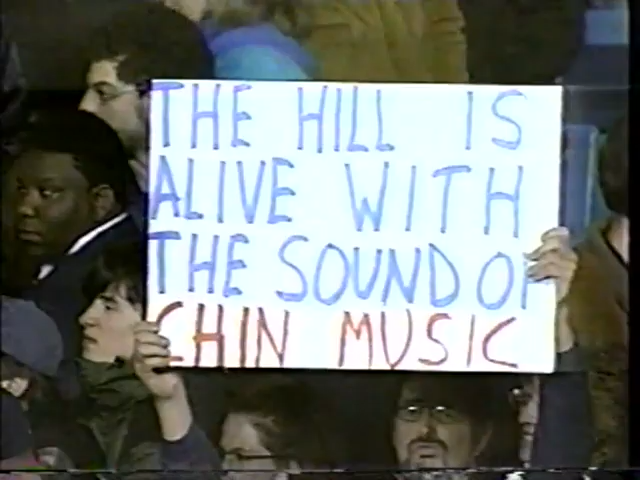 THE HILL IS
ALIVE WITH
THE SOUND OF
CHIN MUSIC